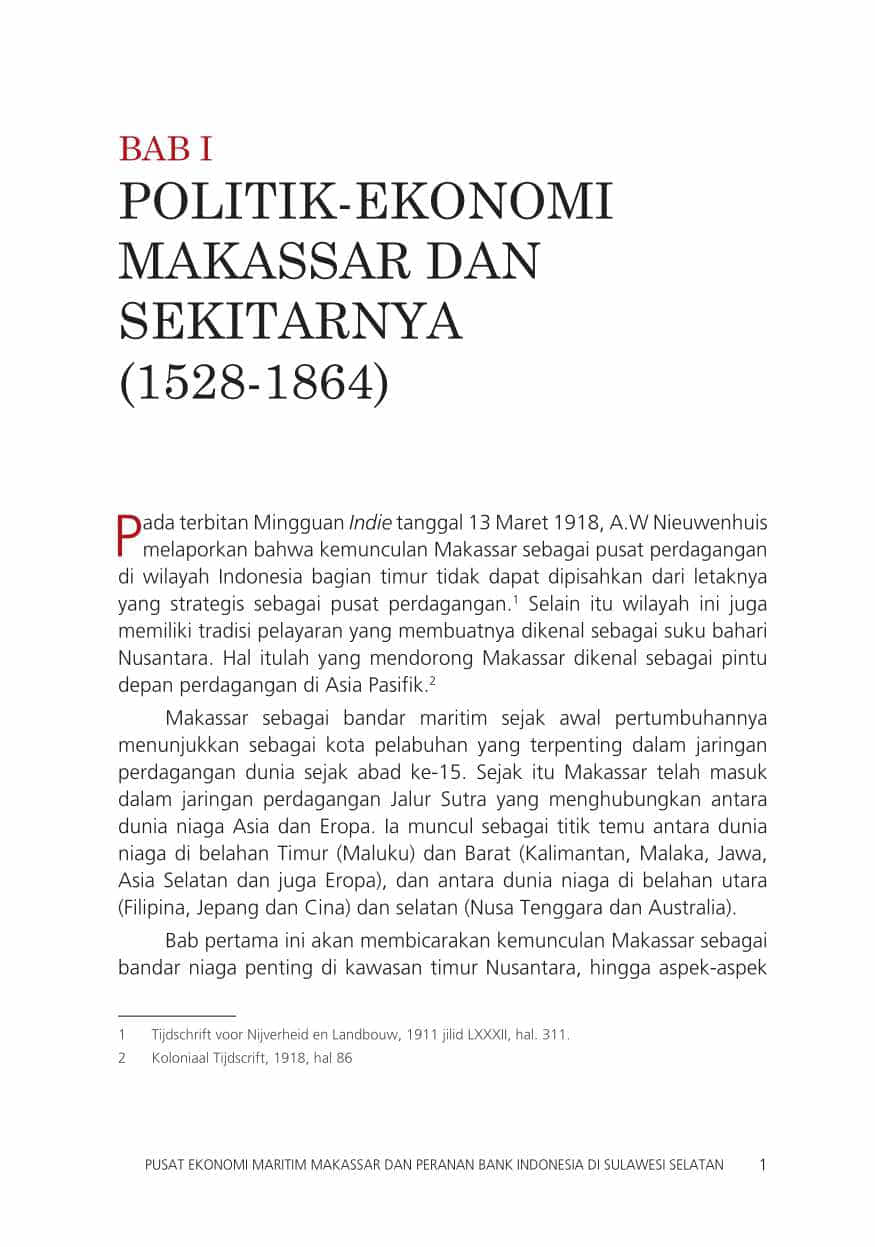 BAB I
POLITIK-EKONOMI
MAKASSAR DAN
SEKITARNYA
(1528-1864)
Pada terbitan Mingguan Indie tanggal 13 Maret 1918, A.W Nieuwenhuis
melaporkan bahwa kemunculan Makassar sebagai pusat perdagangan
di wilayah Indonesia bagian timur tidak dapat dipisahkan dari letaknya
yang strategis sebagai pusat perdagangan.¹ Selain itu wilayah ini juga
memiliki tradisi pelayaran yang membuatnya dikenal sebagai suku bahari
Nusantara. Hal itulah yang mendorong Makassar dikenal sebagai pintu
depan perdagangan di Asia Pasifik.²
Makassar sebagai bandar maritim sejak awal pertumbuhannya
menunjukkan sebagai kota pelabuhan yang terpenting dalam jaringan
perdagangan dunia sejak abad ke-15. Sejak itu Makassar telah masuk
dalam jaringan perdagangan Jalur Sutra yang menghubungkan antara
dunia niaga Asia dan Eropa. Ia muncul sebagai titik temu antara dunia
niaga di belahan Timur (Maluku) dan Barat (Kalimantan, Malaka, Jawa,
Asia Selatan dan juga Eropa), dan antara dunia niaga di belahan utara
(Filipina, Jepang dan Cina) dan selatan (Nusa Tenggara dan Australia).
Bab pertama ini akan membicarakan kemunculan Makassar sebagai
bandar niaga penting di kawasan timur Nusantara, hingga aspek-aspek
1 Tijdschrift voor Nijverheid en Landbouw, 1911 jilid LXXXII, hal. 311.
2 Koloniaal Tijdscrift, 1918, hal 86
PUSAT EKONOMI MARITIM MAKASSAR DAN PERANAN BANK INDONESIA DI SULAWESI SELATAN 1